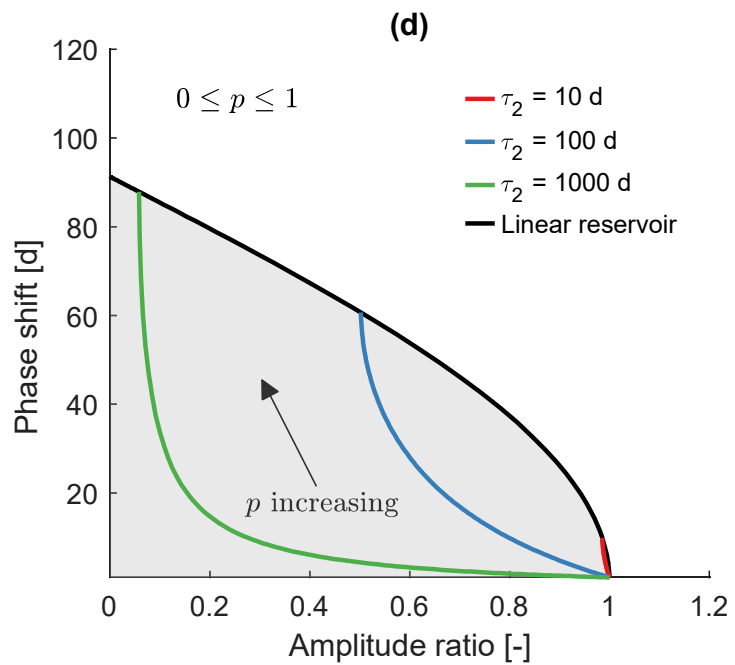 (d)
120
100
80
60
40
20
0 ≤ p ≤ 1
τ2 = 10 d
τ2 = 100 d
τ2 = 1000 d
Linear reservoir
p increasing
Phase shift [d]
0 0.2 0.4 0.6 0.8 1 1.2
Amplitude ratio [-]